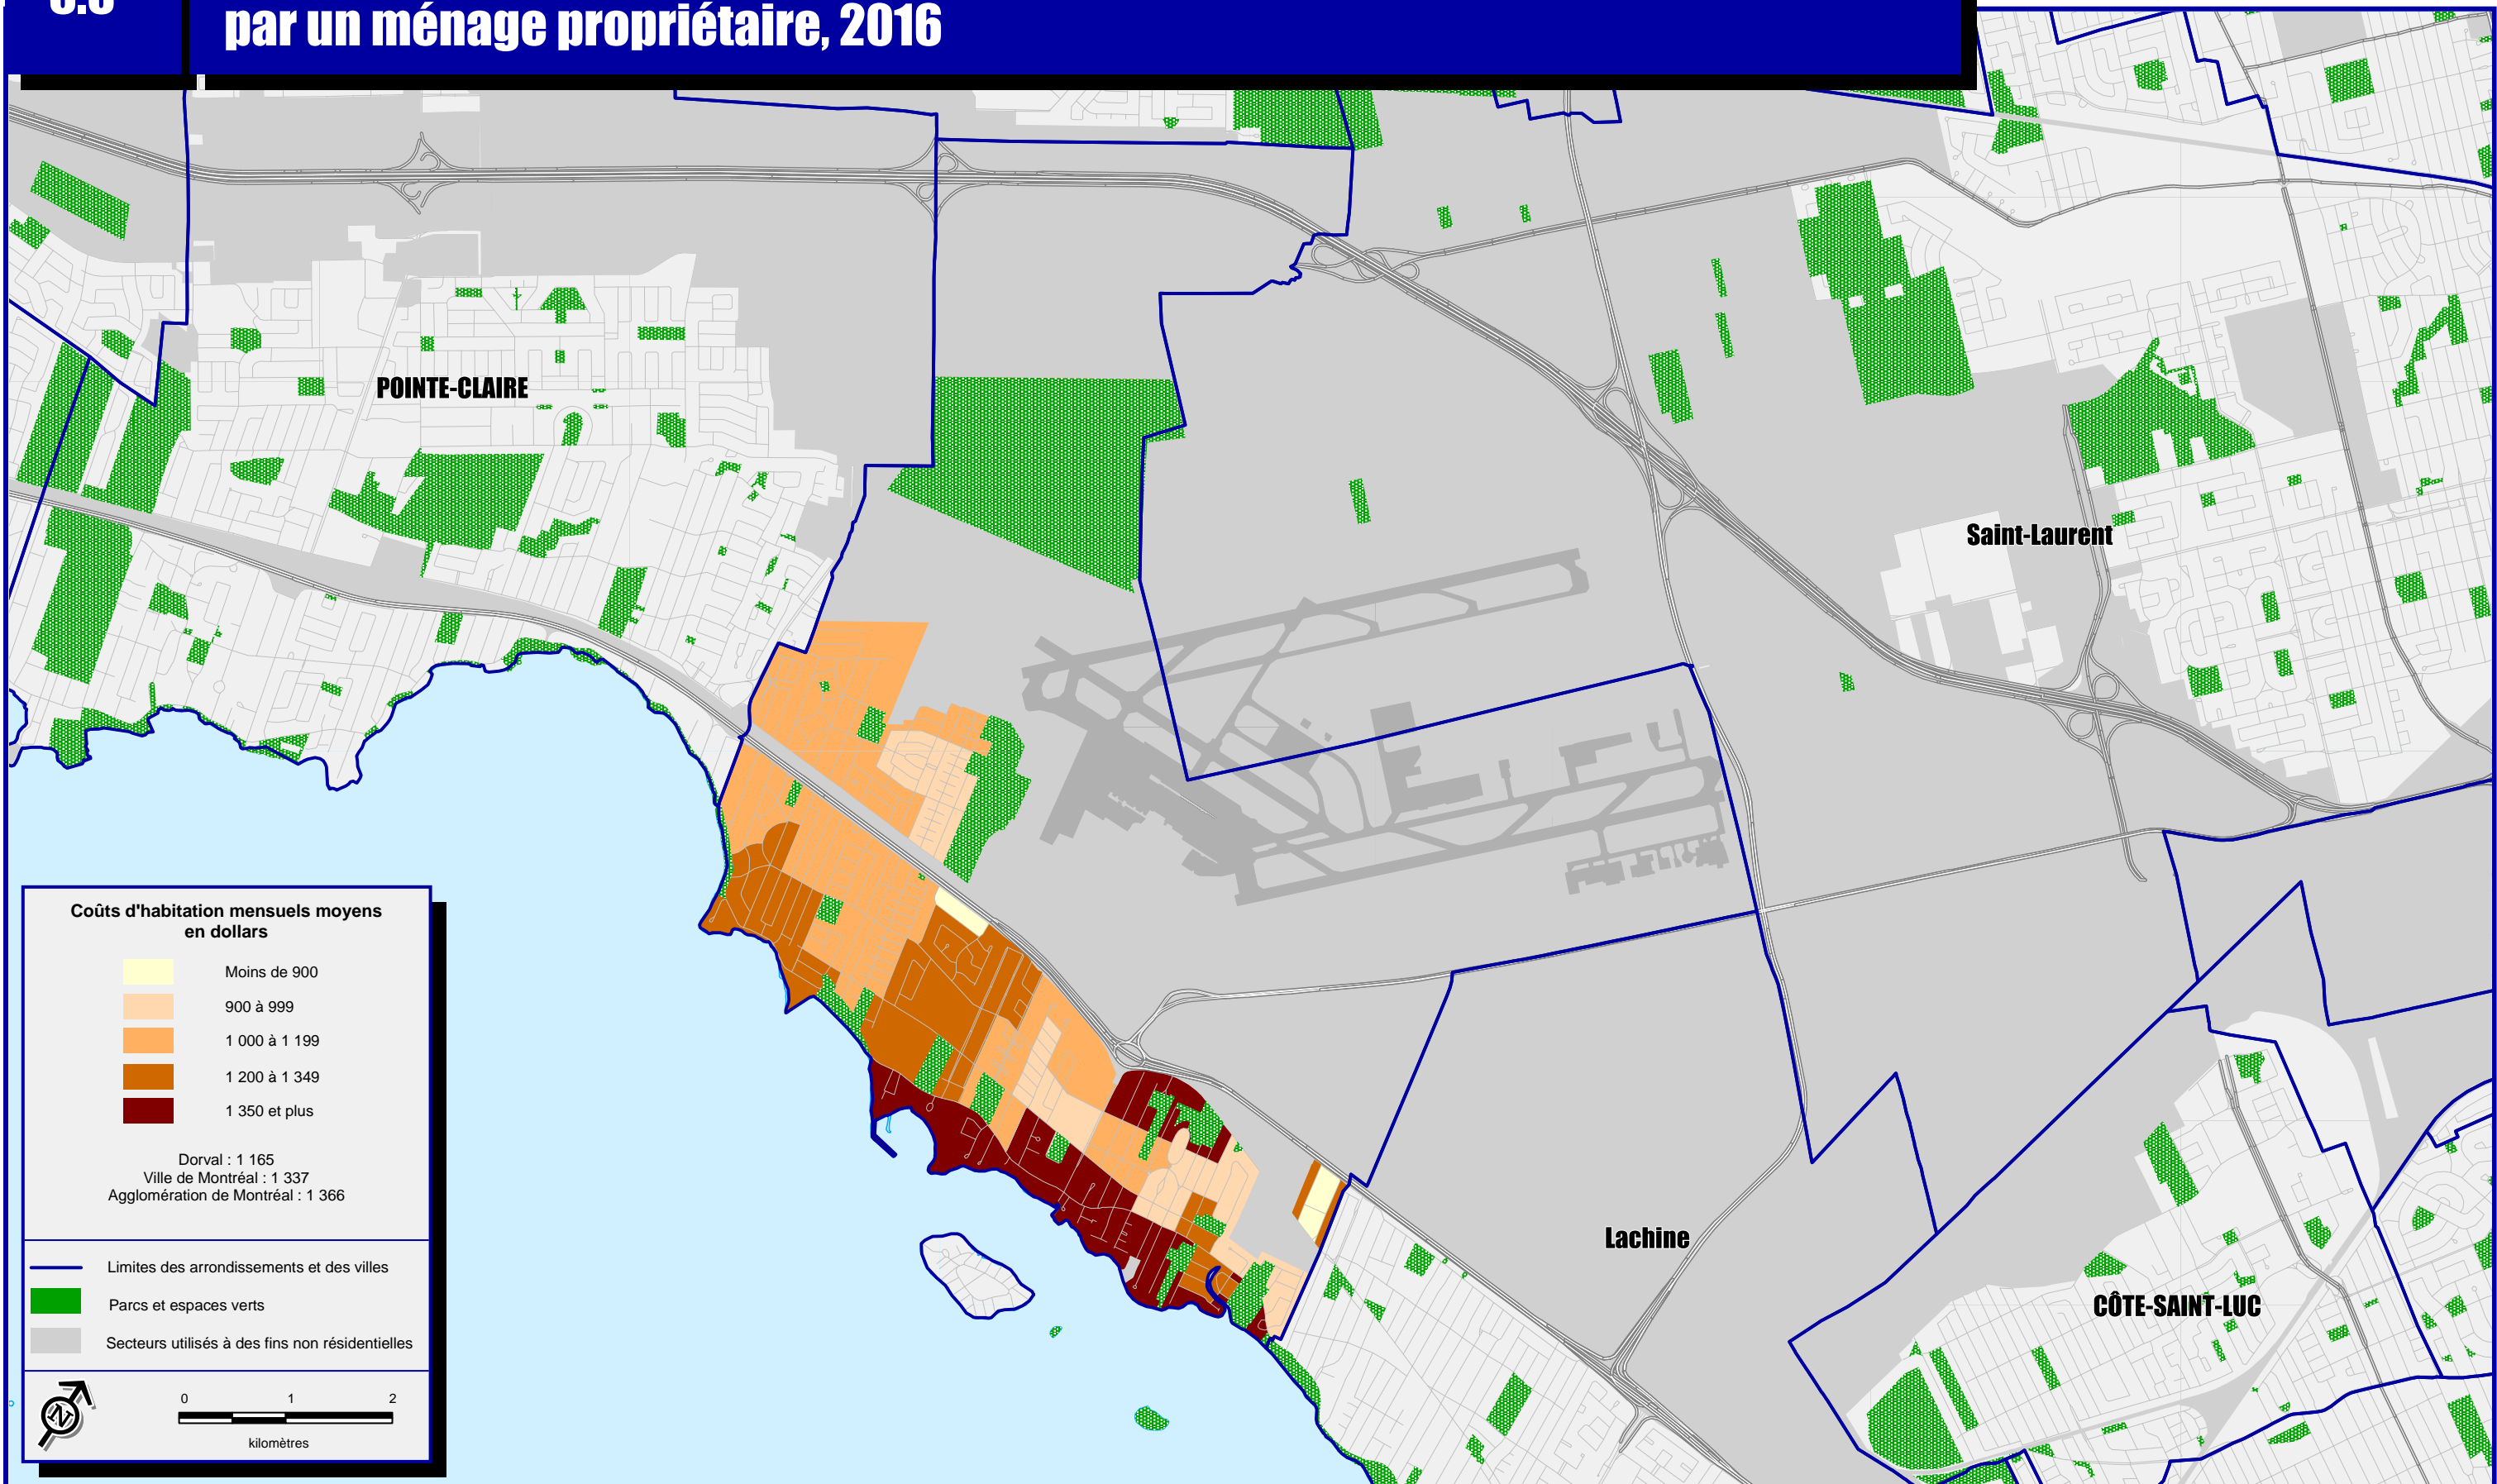 par un ménage propriétaire, 2016
POINTE-CLAIRE
Saint-Laurent
Lachine
CÔTE-SAINT-LUC
Coûts d'habitation mensuels moyens
en dollars
Moins de 900
900 à 999
1 000 à 1 199
1 200 à 1 349
1 350 et plus
Dorval : 1 165
Ville de Montréal : 1 337
Agglomération de Montréal : 1 366
Limites des arrondissements et des villes
Parcs et espaces verts
Secteurs utilisés à des fins non résidentielles
N
0 1 2
kilomètres